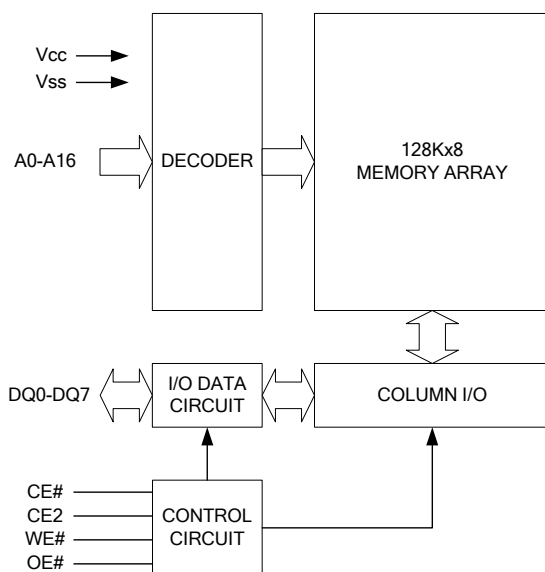 Vcc
Vss
A0-A16
DECODER
128Kx8
MEMORY ARRAY
DQ0-DQ7
I/O DATA
CIRCUIT
COLUMN I/O
CE#
CE2
WE#
OE#
CONTROL
CIRCUIT